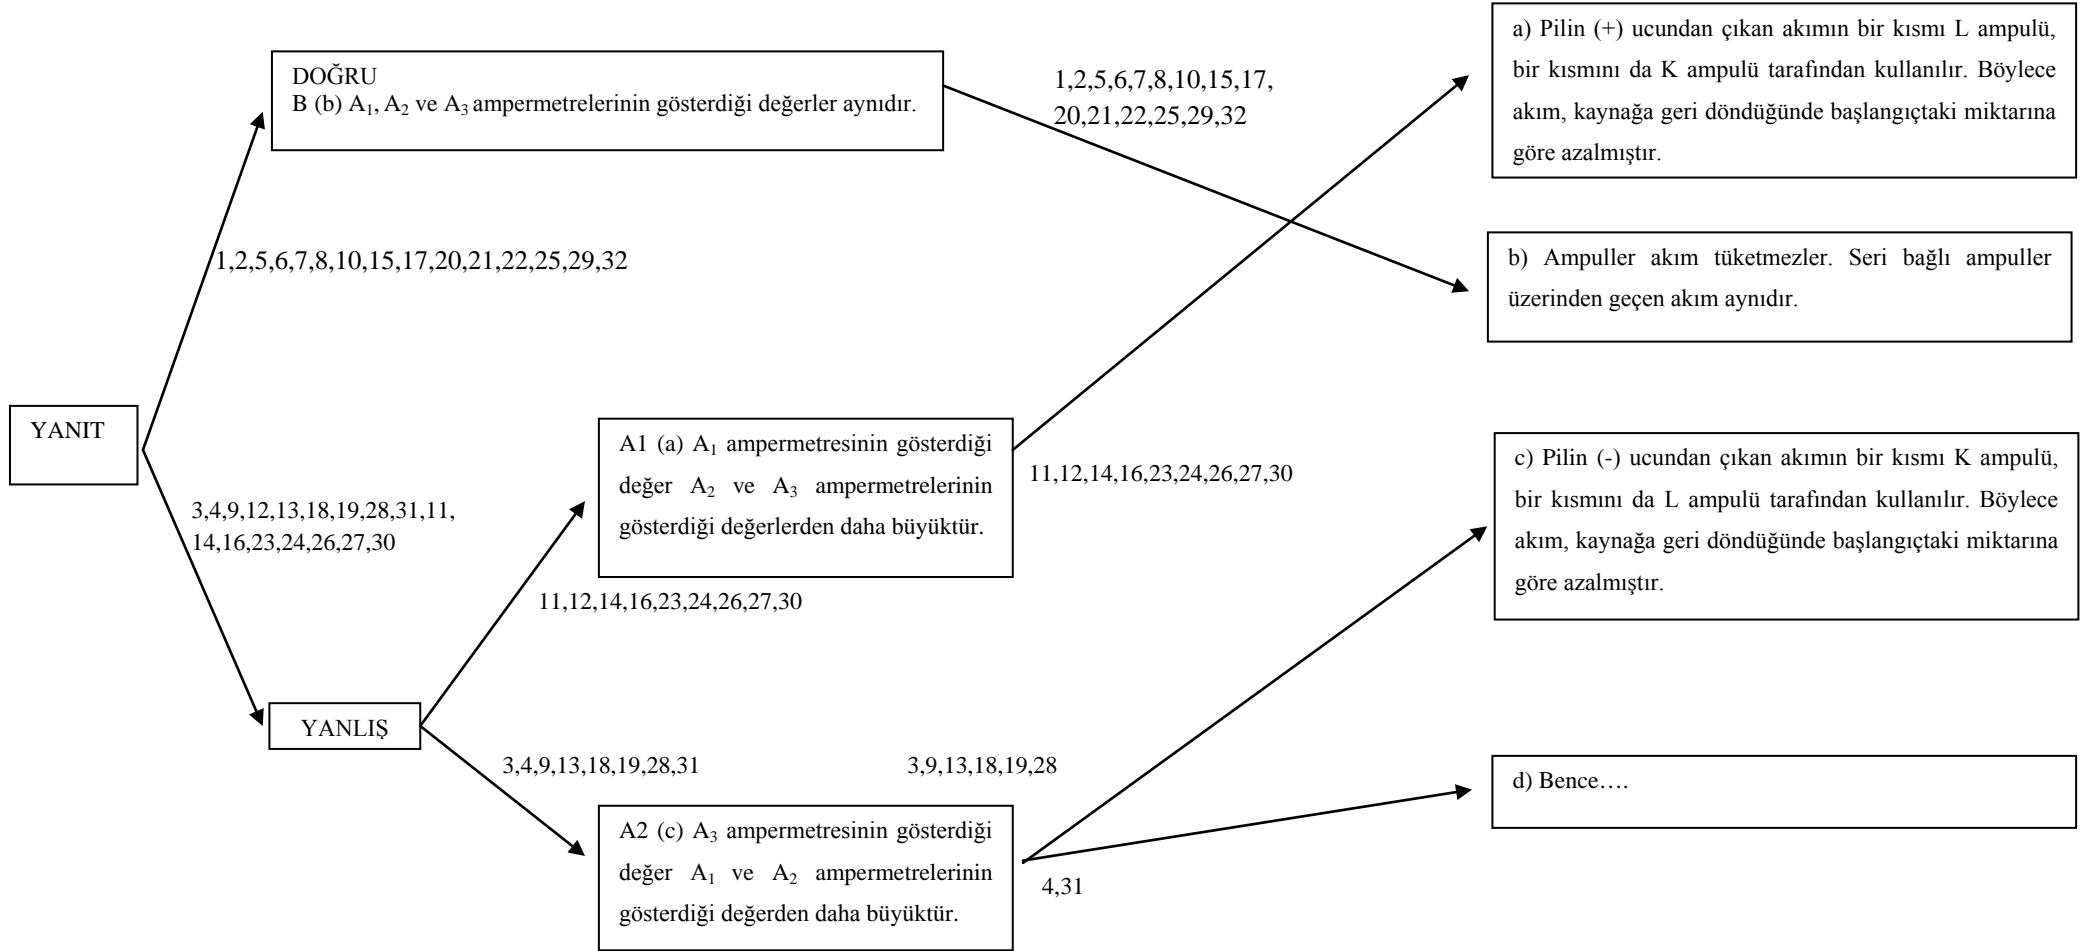 YANIT
DOĞRU
B (b) A₁, A₂ ve A₃ ampermetrelerinin gösterdiği değerler aynıdır.
1,2,5,6,7,8,10,15,17,20,21,22,25,29,32
1,2,5,6,7,8,10,15,17,
20,21,22,25,29,32
3,4,9,12,13,18,19,28,31,11,
14,16,23,24,26,27,30
YANLIŞ
A1 (a) A₁ ampermetresinin gösterdiği
değer A₂ ve A₃ ampermetrelerinin
gösterdiği değerlerden daha büyüktür.
11,12,14,16,23,24,26,27,30
11,12,14,16,23,24,26,27,30
3,4,9,13,18,19,28,31
3,9,13,18,19,28
A2 (c) A₃ ampermetresinin gösterdiği
değer A₁ ve A₂ ampermetrelerinin
gösterdiği değerden daha büyüktür.
4,31
a) Pilin (+) ucundan çıkan akımın bir kısmı L ampulü,
bir kısmını da K ampulü tarafından kullanılır. Böylece
akım, kaynağa geri döndüğünde başlangıçtaki miktarına
göre azalmıştır.
b) Ampuller akım tüketmezler. Seri bağlı ampuller
üzerinden geçen akım aynıdır.
c) Pilin (-) ucundan çıkan akımın bir kısmı K ampulü,
bir kısmını da L ampulü tarafından kullanılır. Böylece
akım, kaynağa geri döndüğünde başlangıçtaki miktarına
göre azalmıştır.
d) Bence….